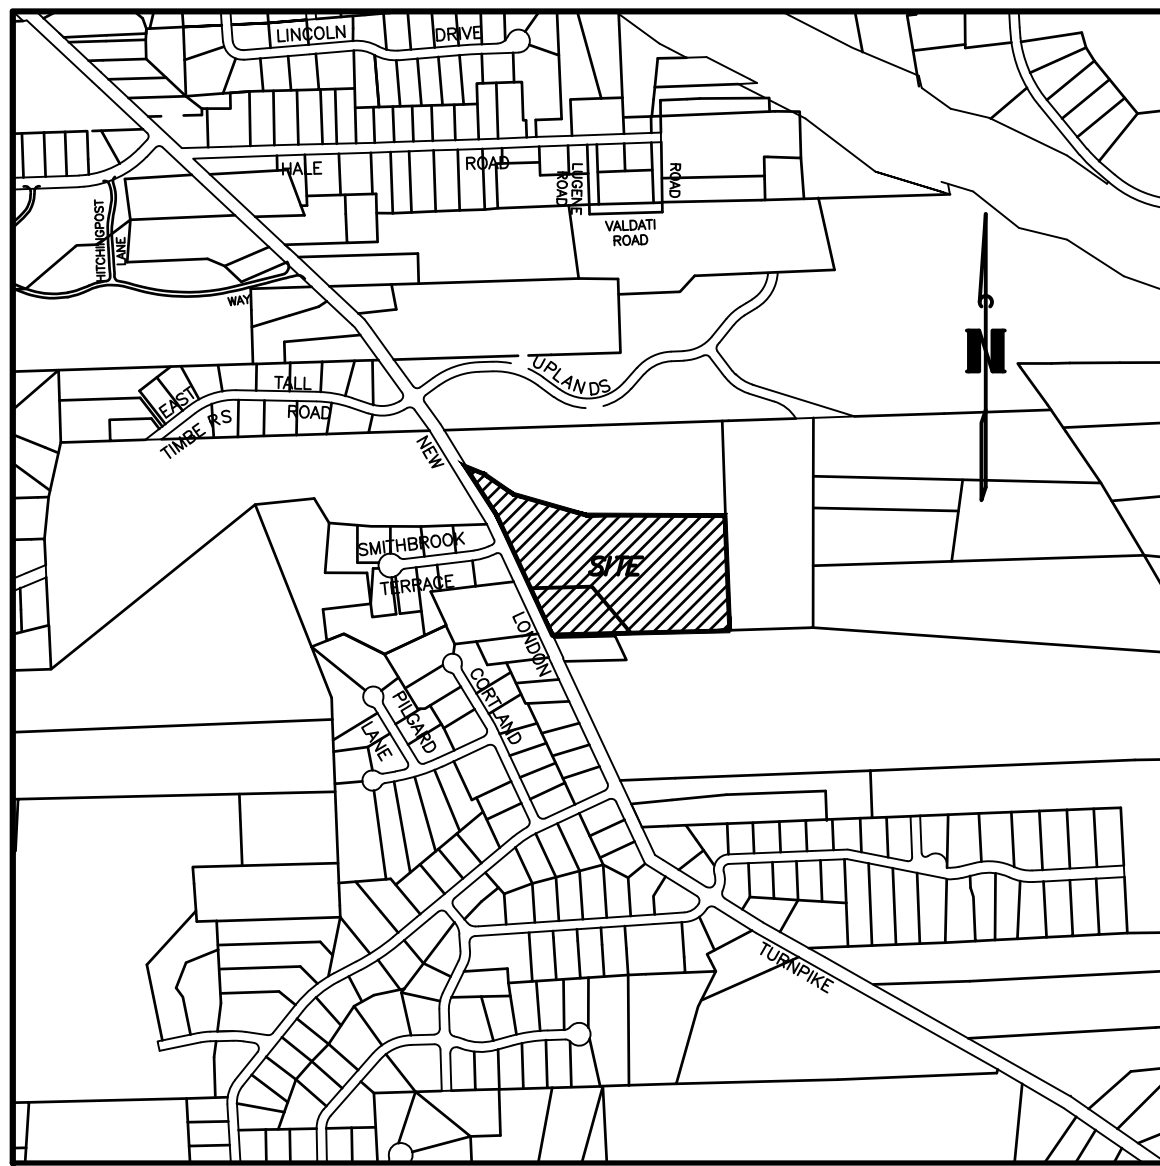 LINCOLN DRIVE
HALE ROAD
LUGENE
ROAD
ROAD
VALDATI
ROAD
HITCHINGPOST
LANE
WAY
N
UPLANDS
EAST
TALL
TIMBERS
ROAD
NEW
SMITHBROOK
TERRACE
SITE
LONDON
CORTLAND
PILGARD
LANE
TURNPIKE